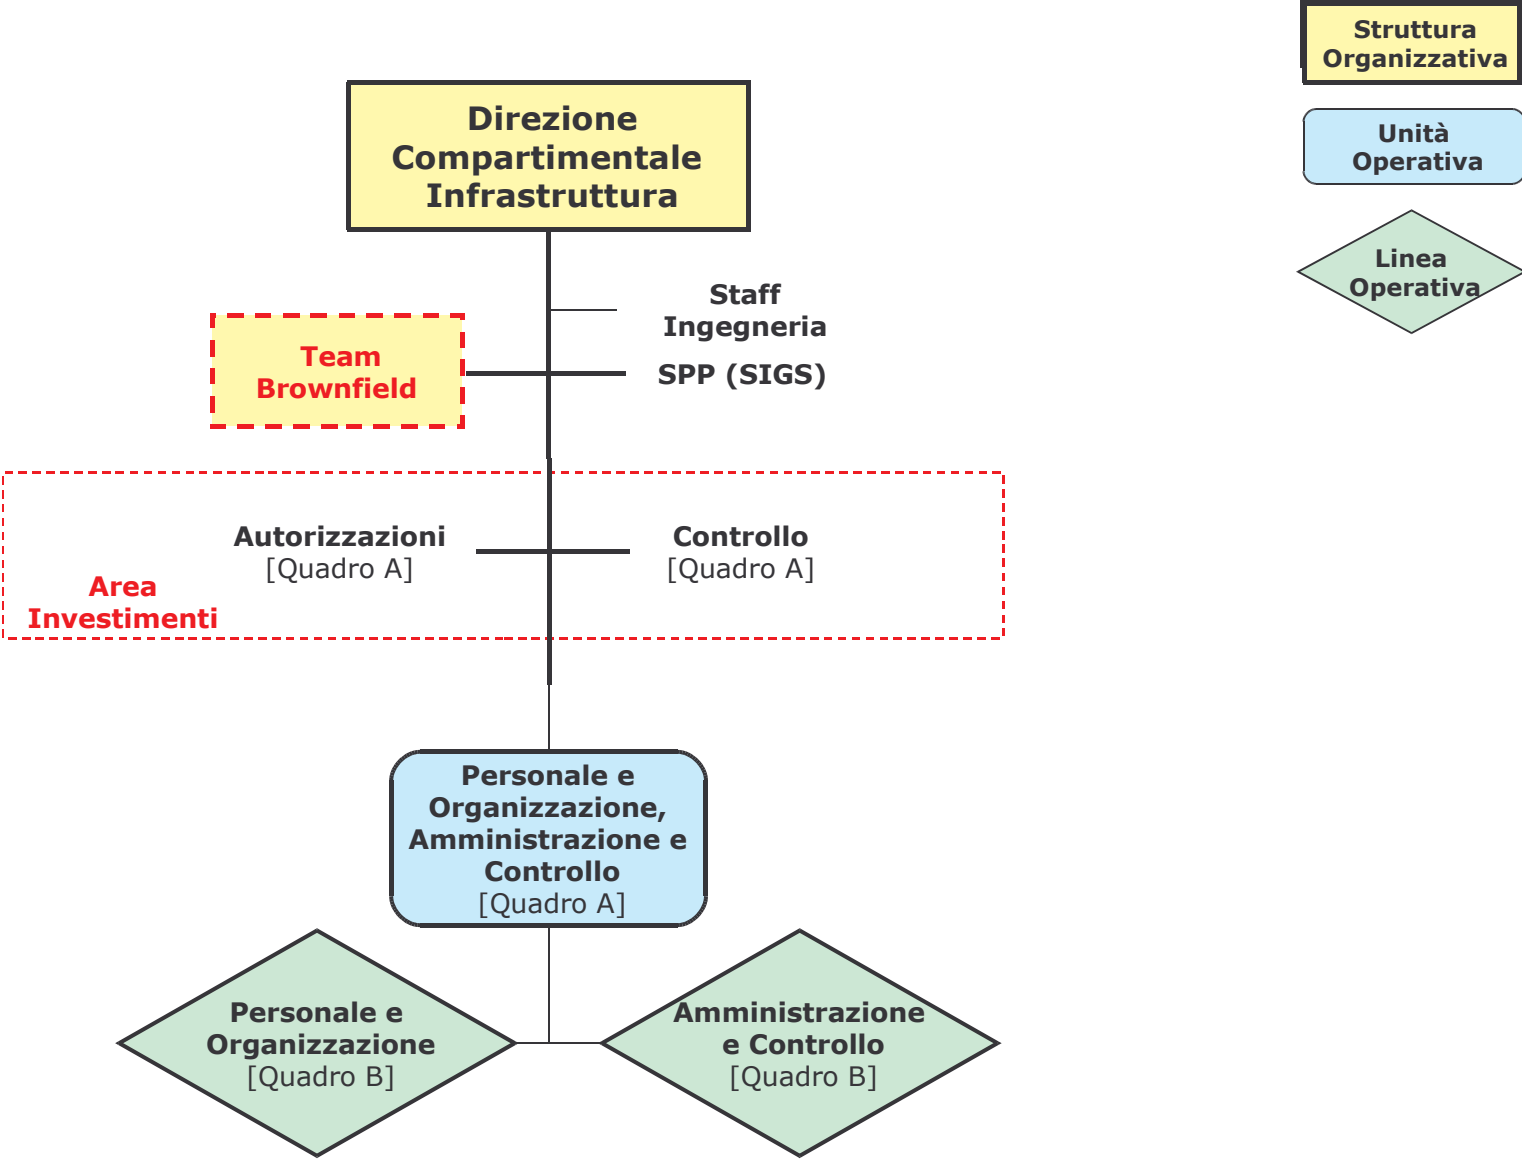 Struttura
Organizzativa
Unità
Operativa
Linea
Operativa
Direzione
Compartimentale
Infrastruttura
Staff
Ingegneria
SPP (SIGS)
Team
Brownfield
Autorizzazioni
[Quadro A]
Controllo
[Quadro A]
Area
Investimenti
Personale e
Organizzazione,
Amministrazione e
Controllo
[Quadro A]
Personale e
Organizzazione
[Quadro B]
Amministrazione
e Controllo
[Quadro B]